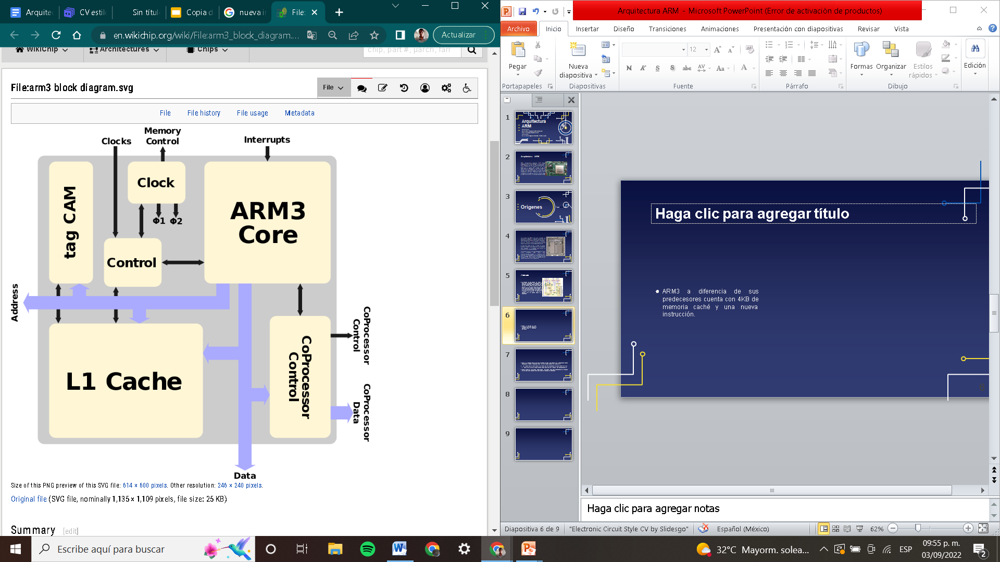 Arquitec
CV estilo
Sin títul
Copia d
nueva in
File:
en.wikichip.org/wiki/File:arm3_block_diagram....
Actualizar
WikiChip
Architectures
Chips
chip, part #, µarch, fam
File:arm3 block diagram.svg
File
File
File history
File usage
Metadata
Memory
Control
Clocks
Interrupts
tag CAM
Clock
ARM3
Core
Φ1
Φ2
Control
Address
L1 Cache
CoProcessor
Control
CoProcessor
Control
CoProcessor
Data
Data
Size of this PNG preview of this SVG file: 614 × 600 pixels. Other resolution: 246 × 240 pixels.
Original file (SVG file, nominally 1,135 × 1,109 pixels, file size: 25 KB)
Summary [edit]
Arquitectura ARM - Microsoft PowerPoint (Error de activación de productos)
Archivo
Inicio
Insertar
Diseño
Transiciones
Animaciones
Presentación con diapositivas
Revisar
Vista
Pegar
Portapapeles
Nueva
diapositiva
Diapositivas
12
N K S S abc AV Aa A
Fuente
Párrafo
Formas
Organizar
Estilos
rápidos
Dibujo
Edición
1
Arquitectura
ARM
2
Arquitectura ARM
3
Orígenes
4
5
6
7
8
9
Haga clic para agregar título
ARM3 a diferencia de sus
predecesores cuenta con 4KB de
memoria caché y una nueva
instrucción.
6
Haga clic para agregar notas
Diapositiva 6 de 9
"Electronic Circuit Style CV by Slidesgo"
Español (México)
62%
Escribe aquí para buscar
32°C Mayorm. solea...
ESP
09:55 p. m.
03/09/2022
2